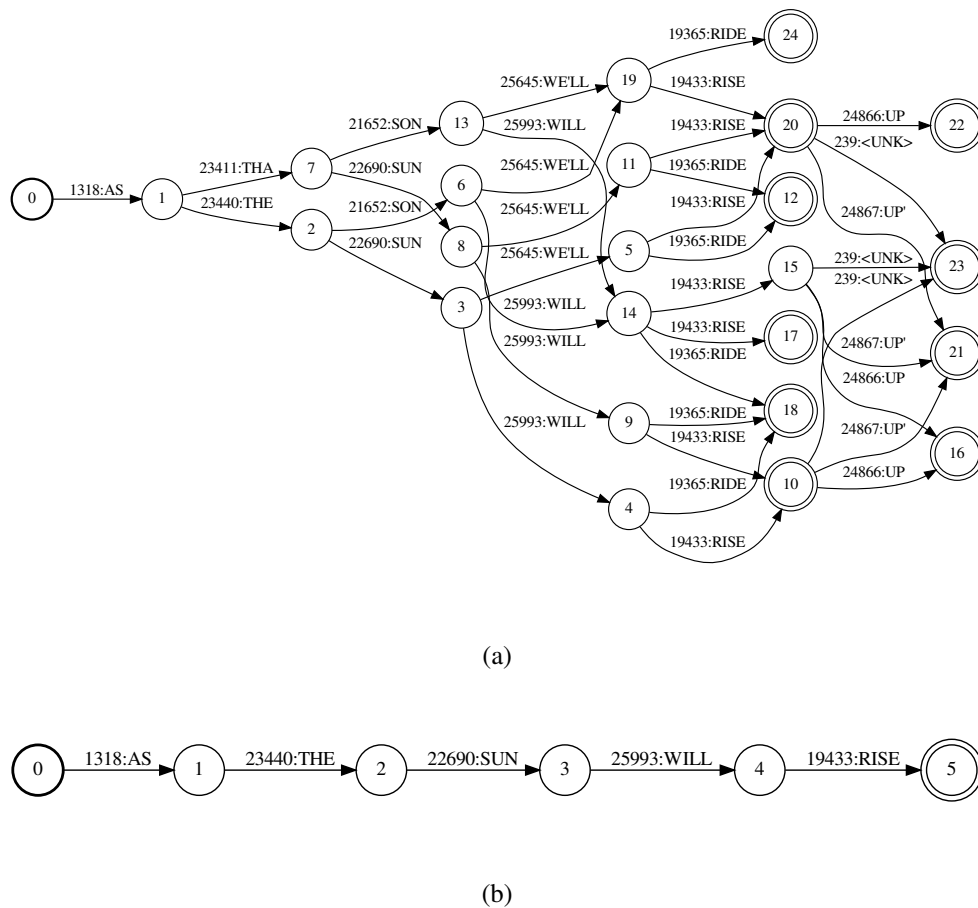 19365:RIDE
24
25645:WE'LL
19
19433:RISE
21652:SON
13
25993:WILL
19433:RISE
20
24866:UP
22
23411:THA
7
22690:SUN
25645:WE'LL
11
19365:RIDE
239:<UNK>
0
1318:AS
1
23440:THE
2
21652:SON
6
25645:WE'LL
19433:RISE
12
24867:UP'
22690:SUN
8
25645:WE'LL
5
19365:RIDE
15
239:<UNK>
23
239:<UNK>
3
25993:WILL
14
19433:RISE
25993:WILL
19433:RISE
17
24867:UP'
21
19365:RIDE
24866:UP
25993:WILL
9
19365:RIDE
18
24867:UP'
19433:RISE
16
19365:RIDE
10
24866:UP
4
19433:RISE
(a)
0
1318:AS
1
23440:THE
2
22690:SUN
3
25993:WILL
4
19433:RISE
5
(b)